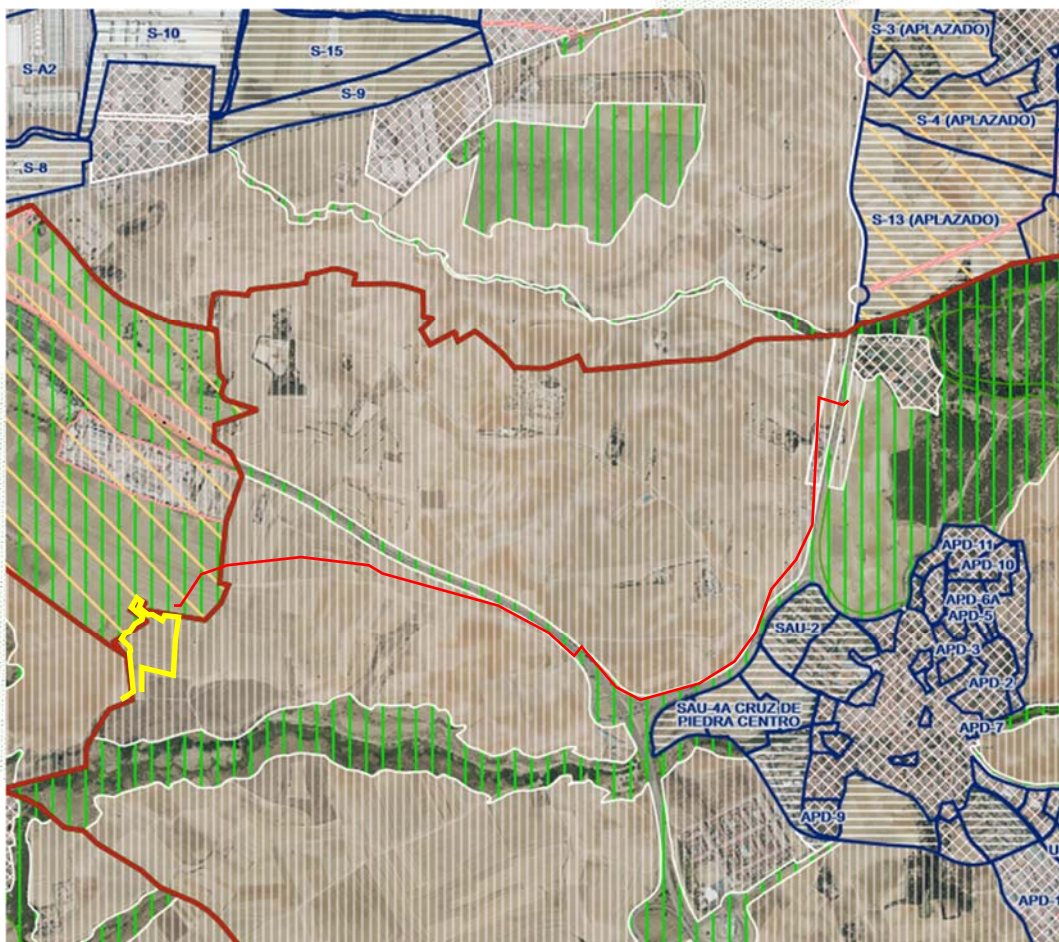 S-10
S-15
S-3 (APLAZADO)
S-A2
S-9
S-4 (APLAZADO)
S-8
S-13 (APLAZADO)
APD-11
APD-10
APD-6A
APD-5
SAU-2
APD-3
APD-2
SAU-4A CRUZ DE
PIEDRA CENTRO
APD-7
APD-9
U
APD-1